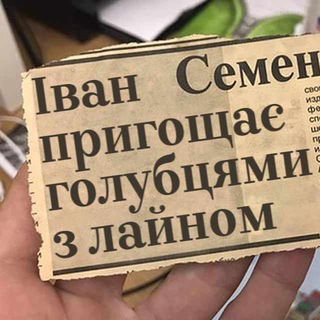 Іван Семен
пригощає
голубцями
з лайном